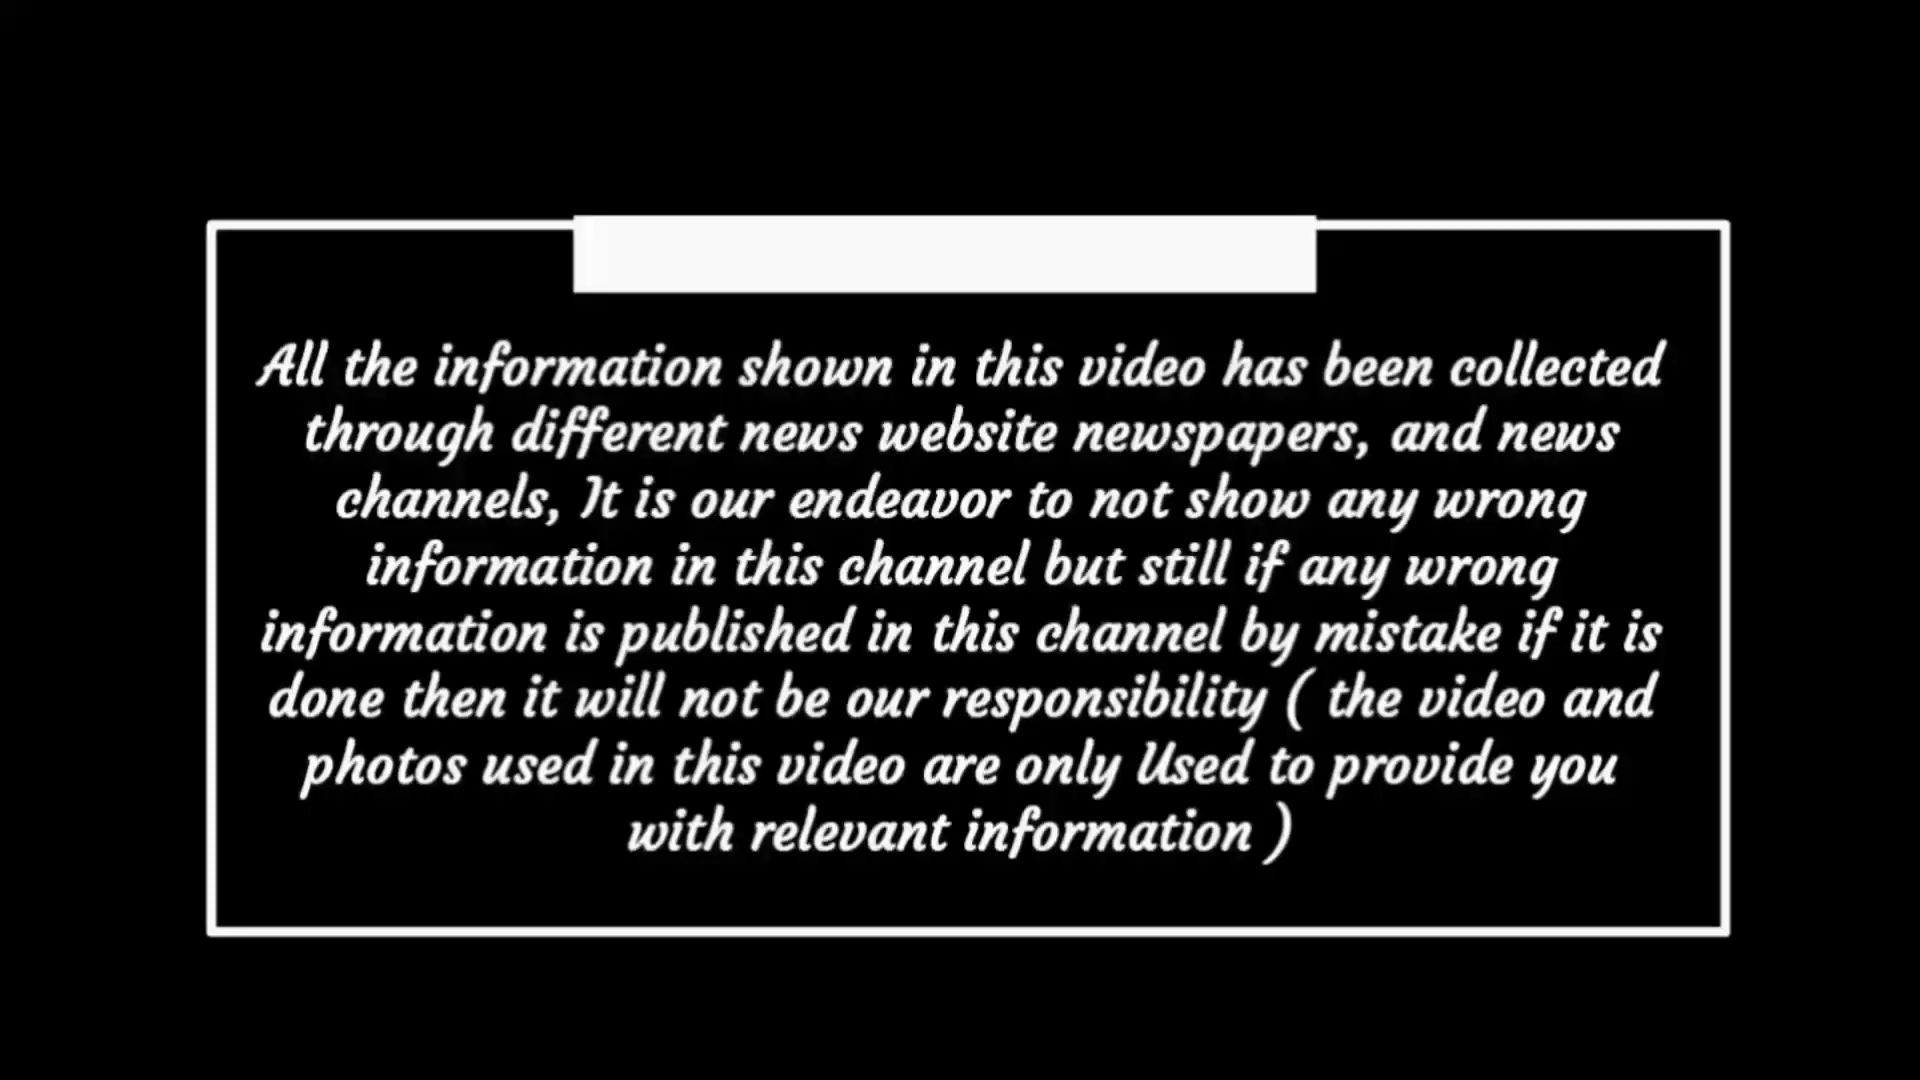 All the information shown in this video has been collected
through different news website newspapers, and news
channels, It is our endeavor to not show any wrong
information in this channel but still if any wrong
information is published in this channel by mistake if it is
done then it will not be our responsibility ( the video and
photos used in this video are only Used to provide you
with relevant information )